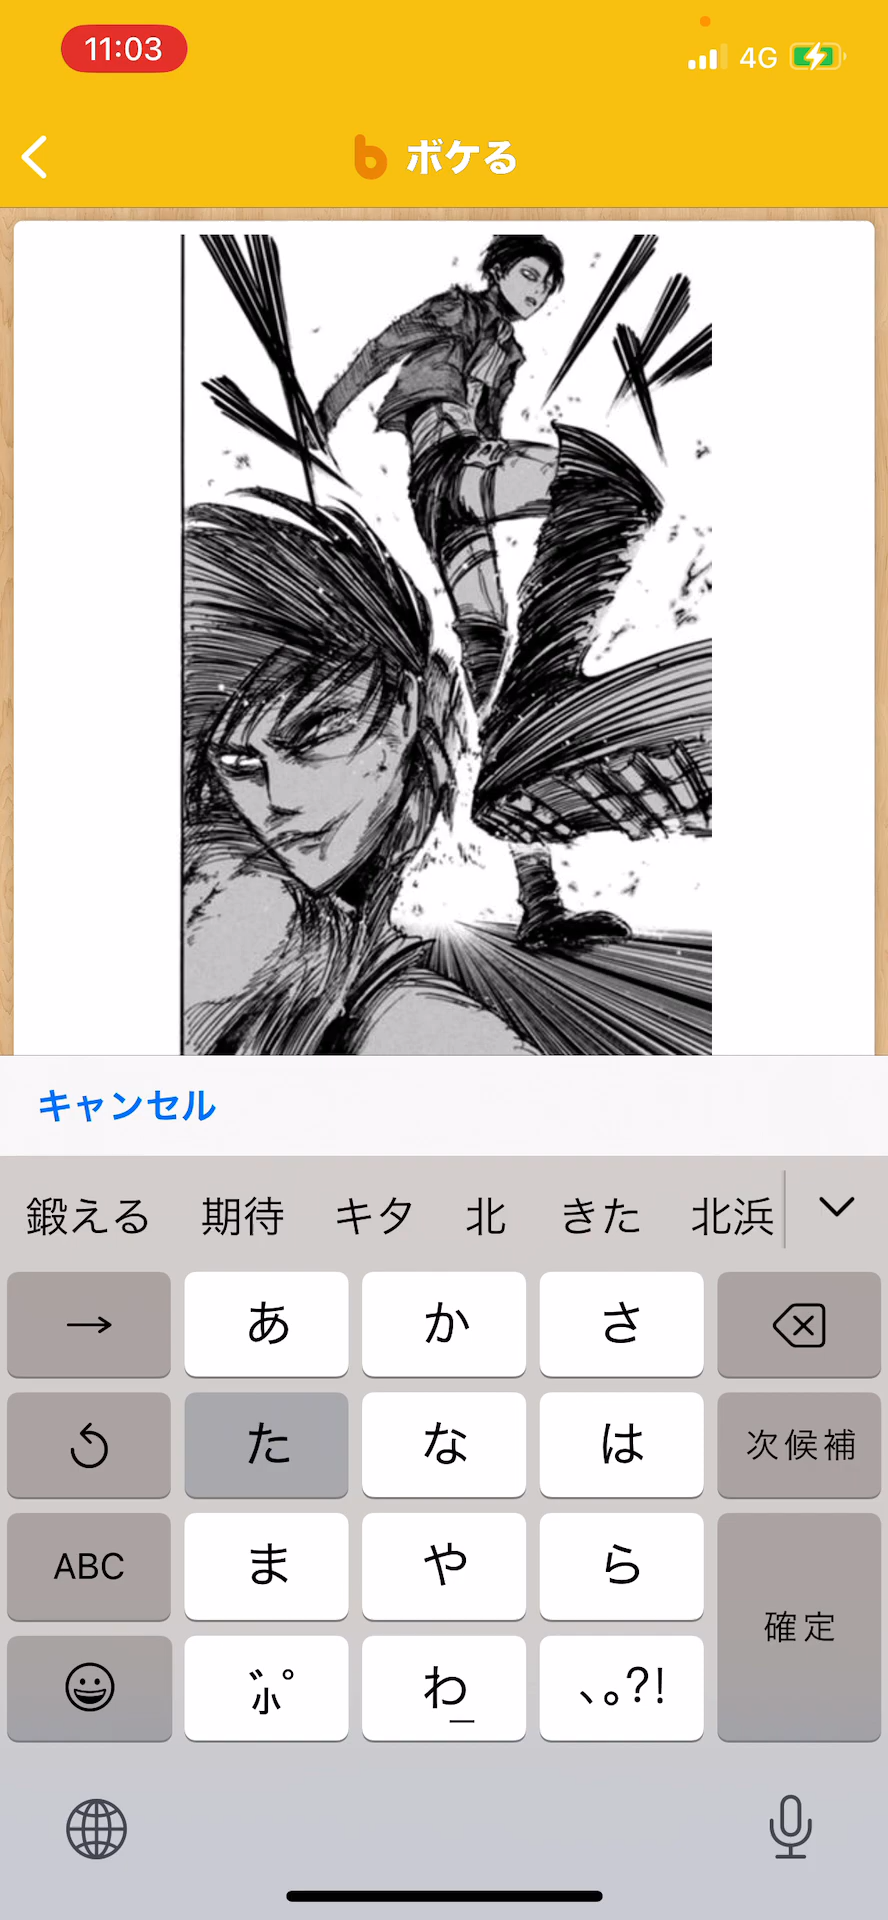 11:03 4G
ボケる
キャンセル
鍛える 期待 キタ 北 きた 北浜
→ あ か さ
た な は 次候補
ABC ま や ら
確定
小゛゜ わ_ 、。?!